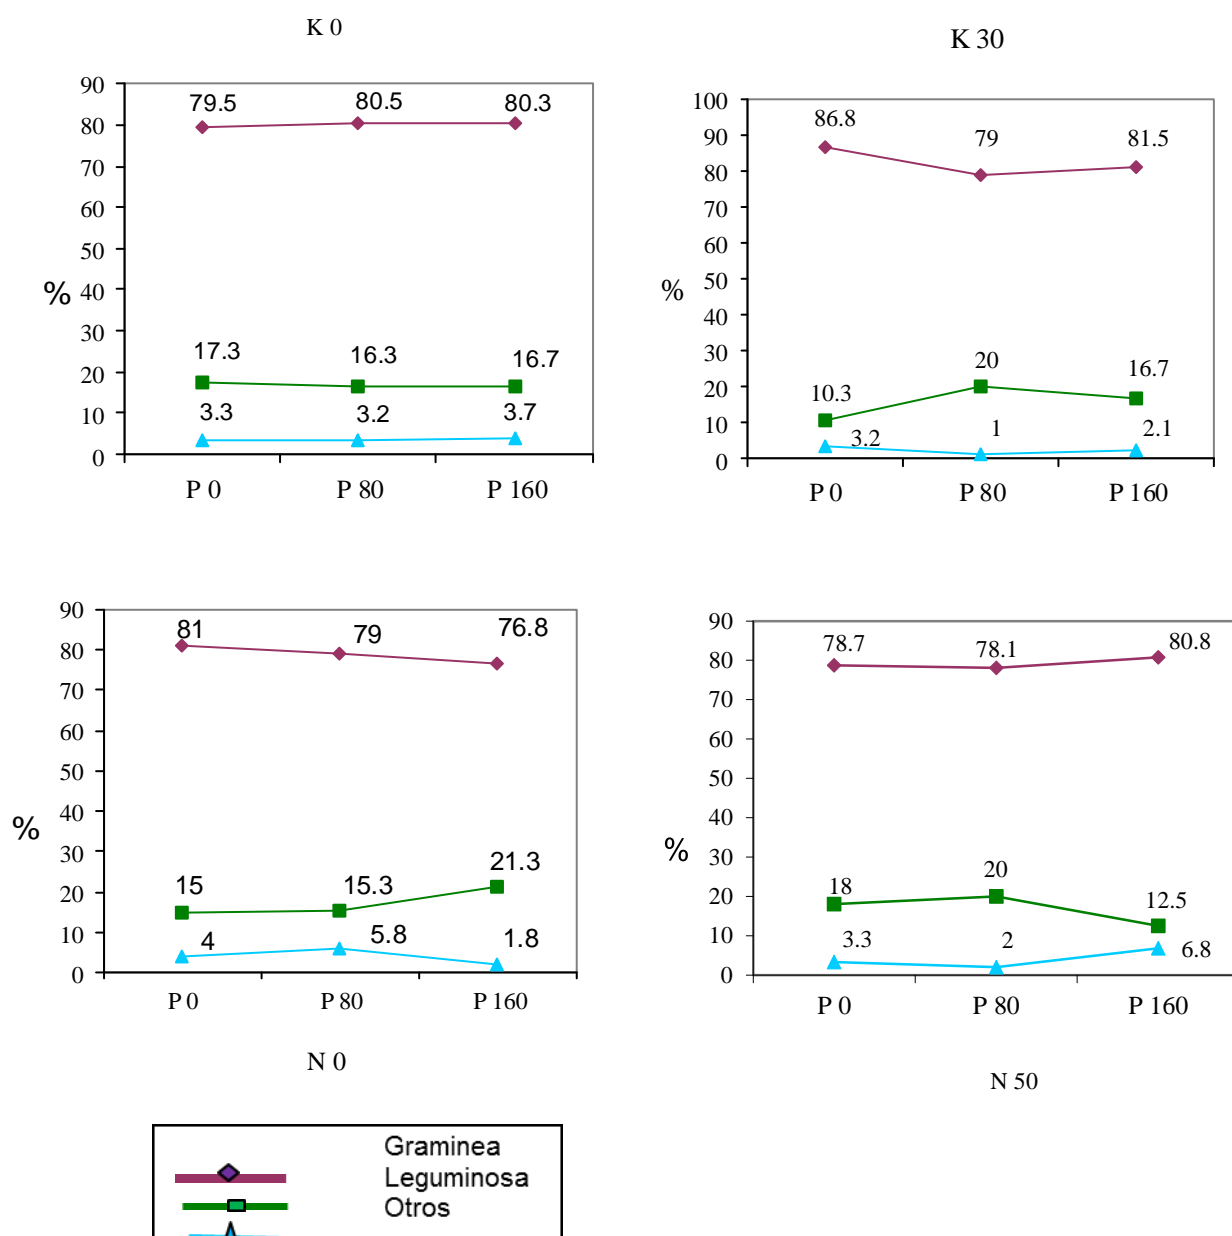 K 0
90
80
70
60
50
40
30
20
10
0
%
79.5 80.5 80.3
17.3 16.3 16.7
3.3 3.2 3.7
P 0 P 80 P 160
K 30
100
90
80
70
60
50
40
30
20
10
0
%
86.8 79 81.5
10.3 20 16.7
3.2 1 2.1
P 0 P 80 P 160
90
80
70
60
50
40
30
20
10
0
%
81 79 76.8
15 15.3 21.3
4 5.8 1.8
P 0 P 80 P 160
N 0
90
80
70
60
50
40
30
20
10
0
%
78.7 78.1 80.8
18 20 12.5
3.3 2 6.8
P 0 P 80 P 160
N 50
Graminea
Leguminosa
Otros